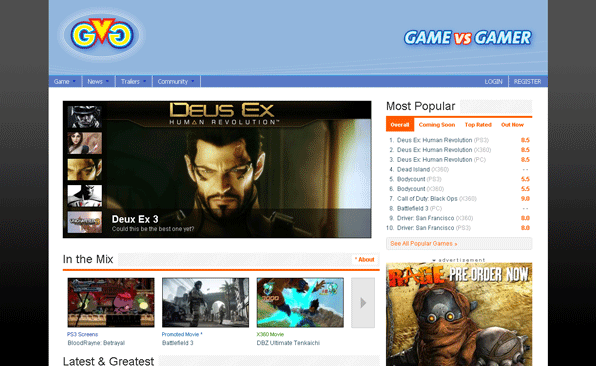 GVG
GAME vs GAMER
Game News Trailers Community LOGIN REGISTER
DEUS EX
HUMAN REVOLUTION
Deux Ex 3
Could this be the best one yet?
Most Popular
Overall Coming Soon Top Rated Out Now
1. Deus Ex: Human Revolution (PS3) 8.5
2. Deus Ex: Human Revolution (X360) 8.5
3. Deus Ex: Human Revolution (PC) 8.5
4. Dead Island (X360) - -
5. Bodycount (PS3) 5.5
6. Bodycount (X360) 5.5
7. Call of Duty: Black Ops (X360) 9.0
8. Battlefield 3 (PC) - -
9. Driver: San Francisco (X360) 8.0
10. Driver: San Francisco (PS3) 8.0
See All Popular Games »
advertisement
RAGE PRE-ORDER NOW.
In the Mix
* About
PS3 Screens
BloodRayne: Betrayal
Promoted Movie *
Battlefield 3
X360 Movie
DBZ Ultimate Tenkaichi
Latest & Greatest